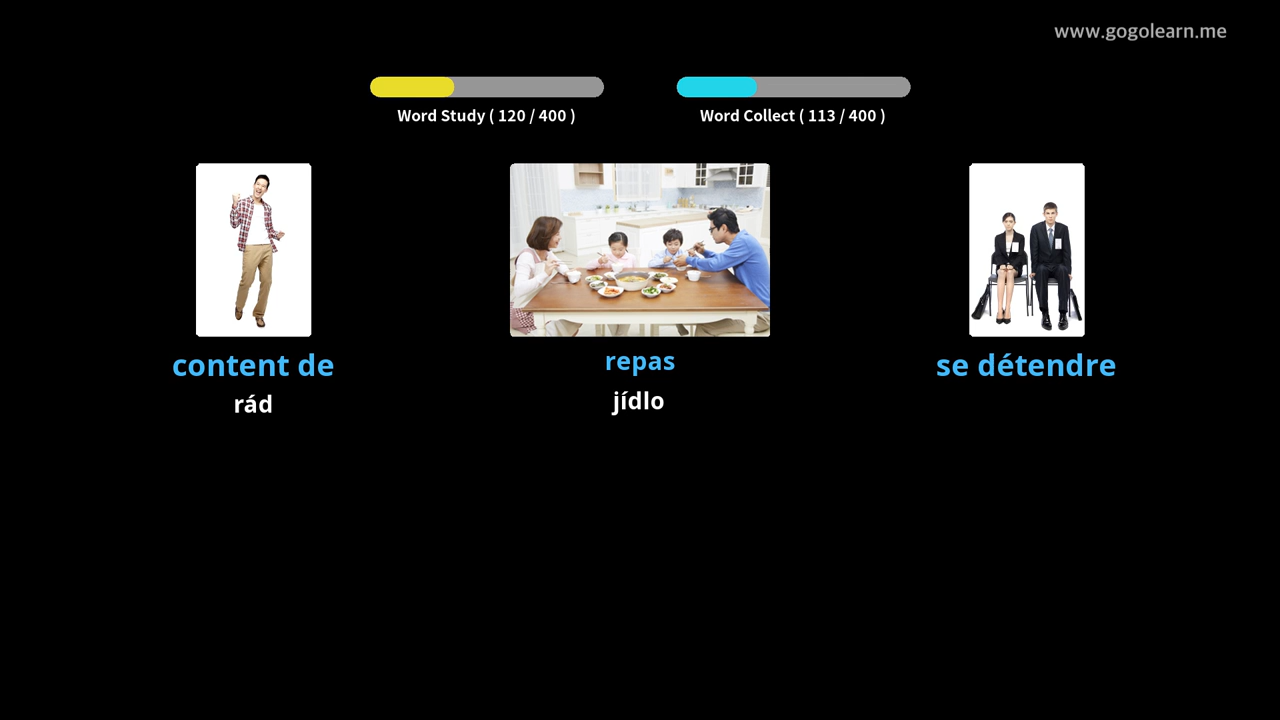 www.gogolearn.me
Word Study ( 120 / 400 )
Word Collect ( 113 / 400 )
content de
rád
repas
jídlo
se détendre